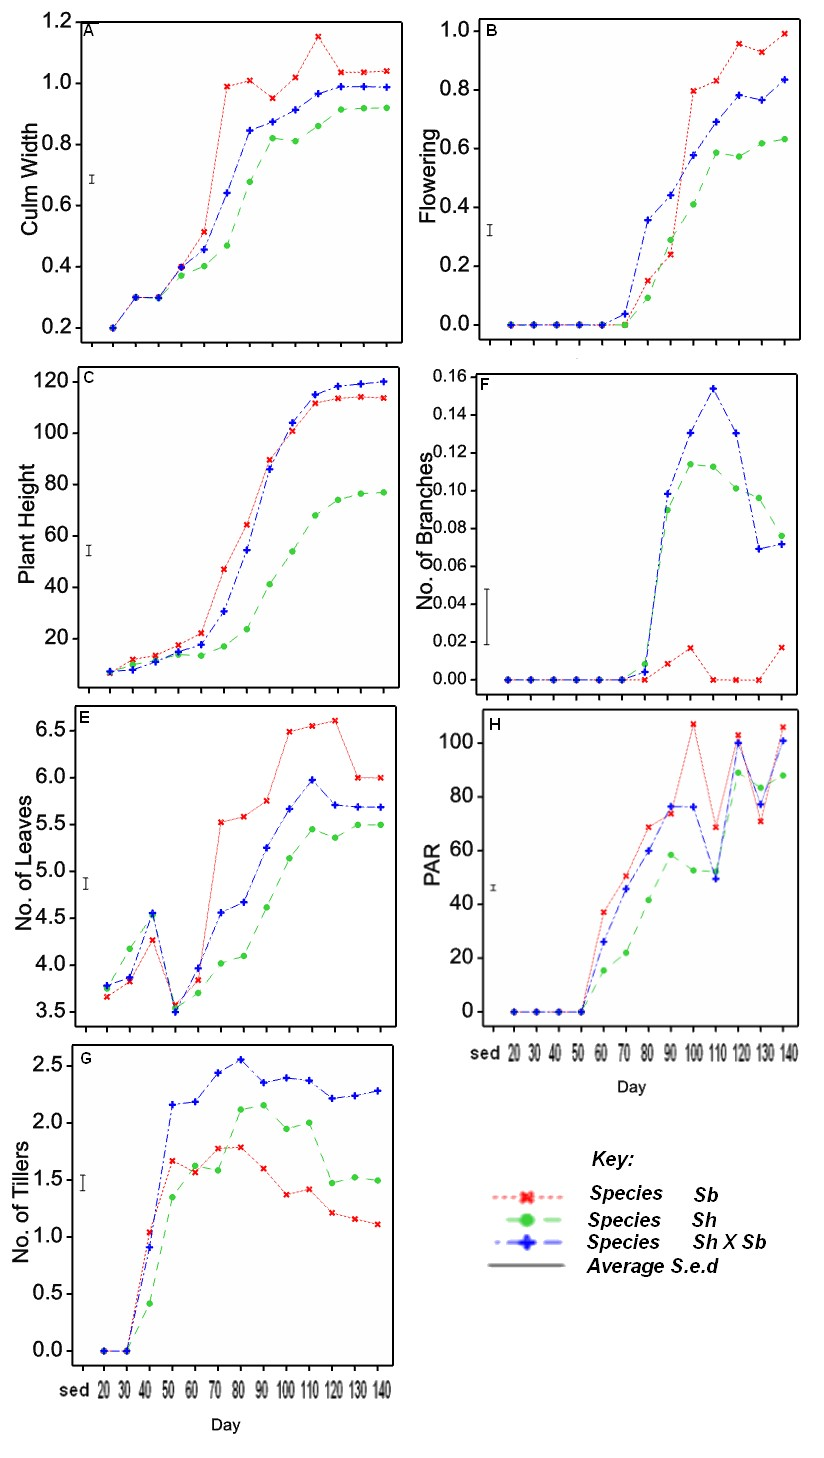 A
1.2
1.0
0.8
0.6
0.4
0.2
Culm Width
B
1.0
0.8
0.6
0.4
0.2
0.0
Flowering
C
120
100
80
60
40
20
Plant Height
F
0.16
0.14
0.12
0.10
0.08
0.06
0.04
0.02
0.00
No. of Branches
E
6.5
6.0
5.5
5.0
4.5
4.0
3.5
No. of Leaves
H
100
80
60
40
20
0
PAR
sed 20 30 40 50 60 70 80 90 100 110 120 130 140
Day
G
2.5
2.0
1.5
1.0
0.5
0.0
No. of Tillers
sed 20 30 40 50 60 70 80 90 100 110 120 130 140
Day
Key:
Species Sb
Species Sh
Species Sh X Sb
Average S.e.d